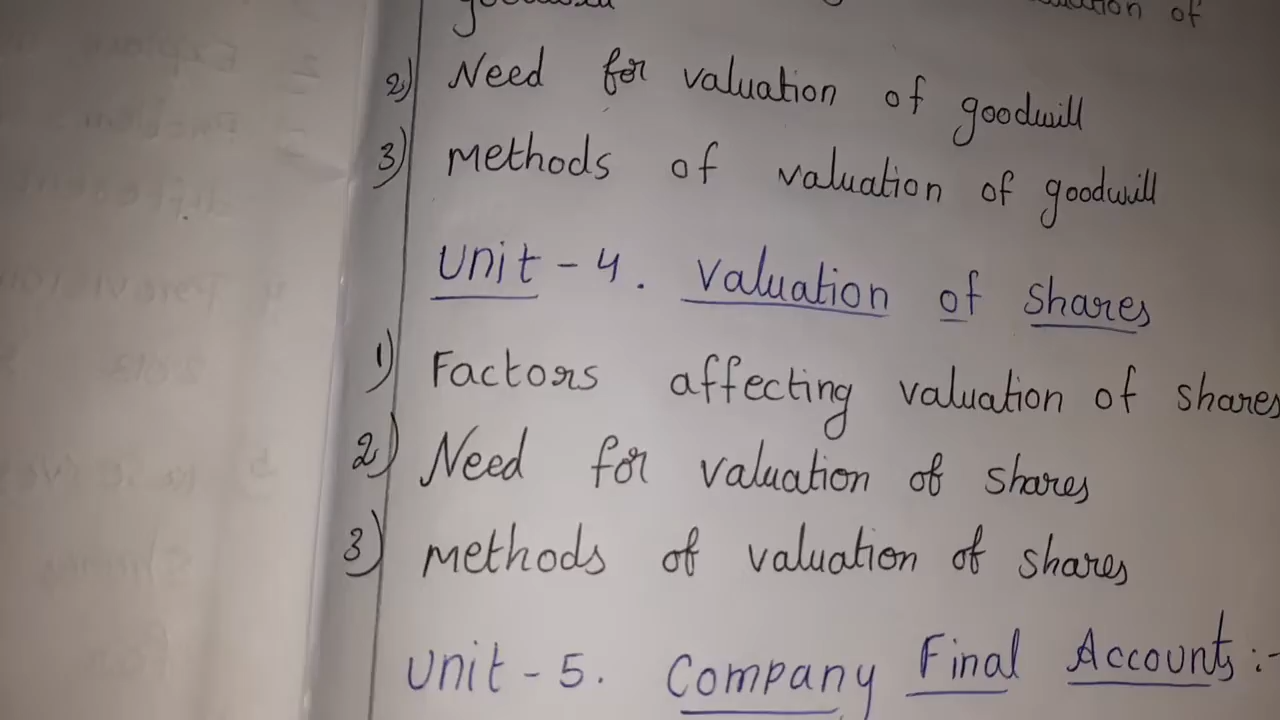 goodwill of
2) Need for valuation of goodwill
3) methods of valuation of goodwill
Unit - 4. Valuation of shares
1) Factors affecting valuation of shares
2) Need for valuation of shares
3) methods of valuation of shares
Unit - 5. Company Final Accounts :-